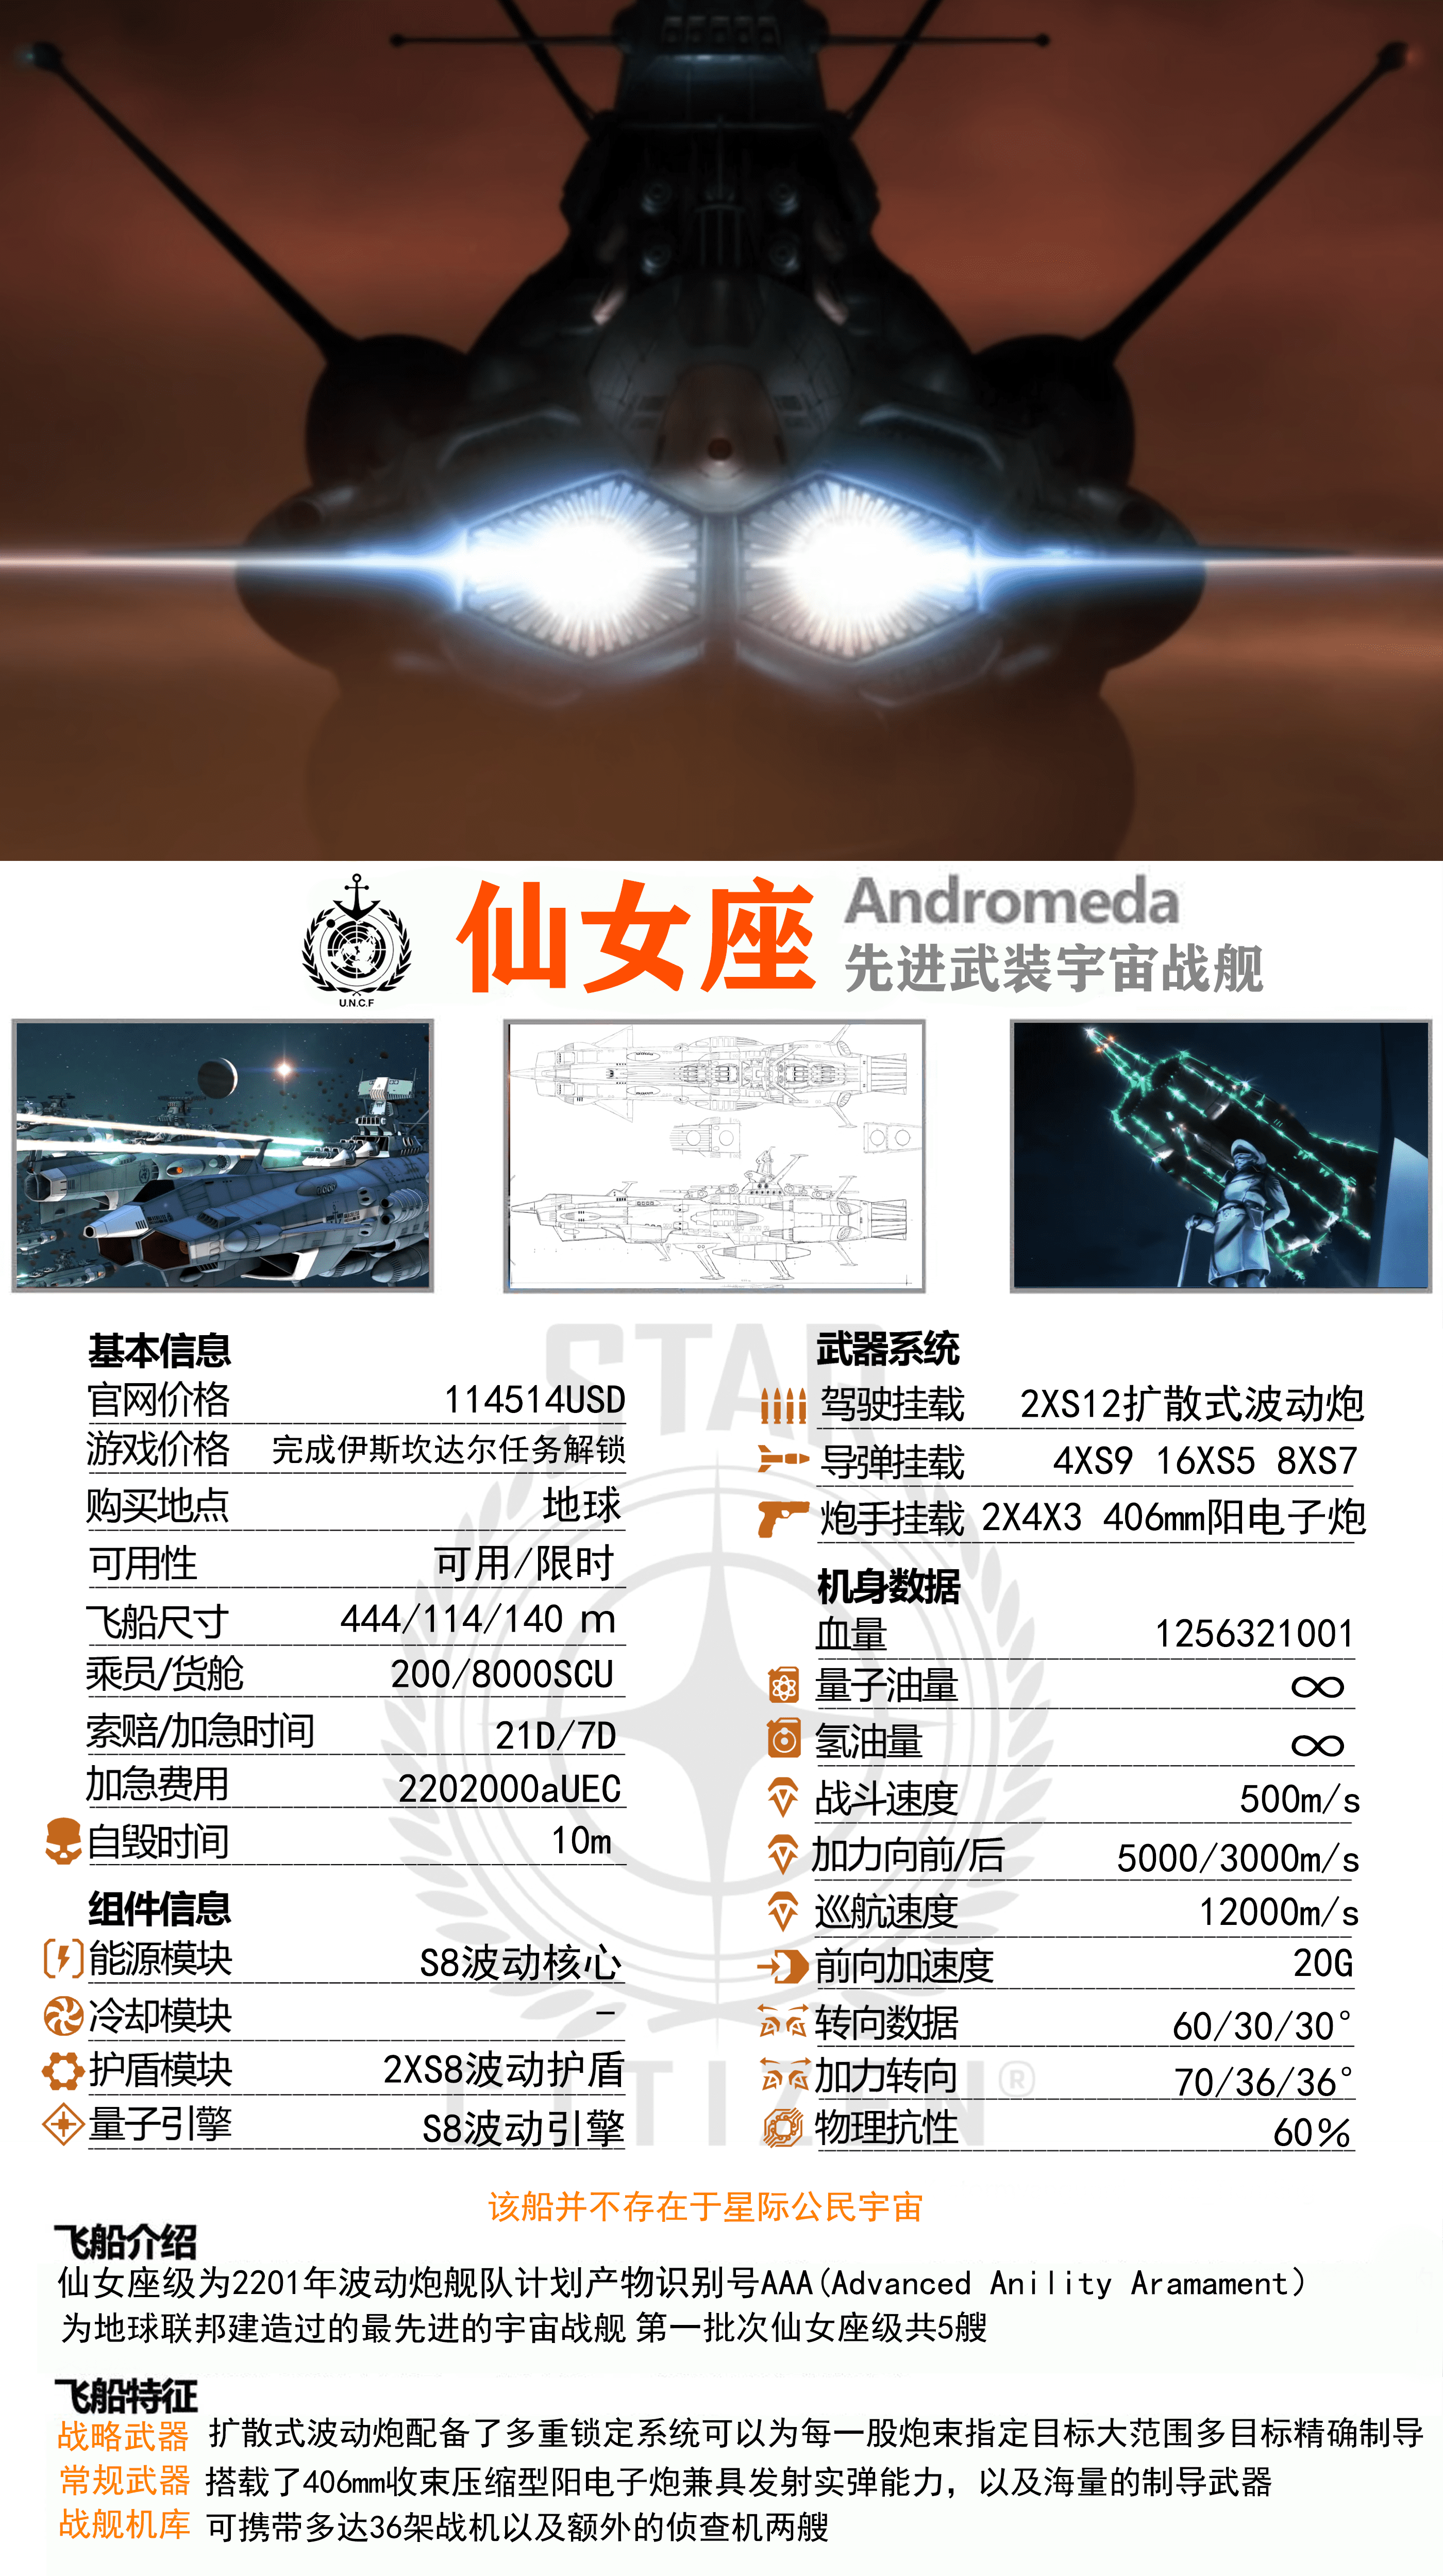 U.N.C.F
仙女座
Andromeda
先进武装宇宙战舰
STAR CITIZEN®
基本信息
官网价格 114514USD
游戏价格 完成伊斯坎达尔任务解锁
购买地点 地球
可用性 可用/限时
飞船尺寸 444/114/140 m
乘员/货舱 200/8000SCU
索赔/加急时间 21D/7D
加急费用 2202000aUEC
自毁时间 10m
组件信息
能源模块 S8波动核心
冷却模块 -
护盾模块 2XS8波动护盾
量子引擎 S8波动引擎
武器系统
驾驶挂载 2XS12扩散式波动炮
导弹挂载 4XS9 16XS5 8XS7
炮手挂载 2X4X3 406mm阳电子炮
机身数据
血量 1256321001
量子油量 ∞
氢油量 ∞
战斗速度 500m/s
加力向前/后 5000/3000m/s
巡航速度 12000m/s
前向加速度 20G
转向数据 60/30/30°
加力转向 70/36/36°
物理抗性 60%
该船并不存在于星际公民宇宙
飞船介绍
仙女座级为2201年波动炮舰队计划产物识别号AAA(Advanced Anility Aramament)
为地球联邦建造过的最先进的宇宙战舰 第一批次仙女座级共5艘
飞船特征
战略武器 扩散式波动炮配备了多重锁定系统可以为每一股炮束指定目标大范围多目标精确制导
常规武器 搭载了406mm收束压缩型阳电子炮兼具发射实弹能力，以及海量的制导武器
战舰机库 可携带多达36架战机以及额外的侦查机两艘